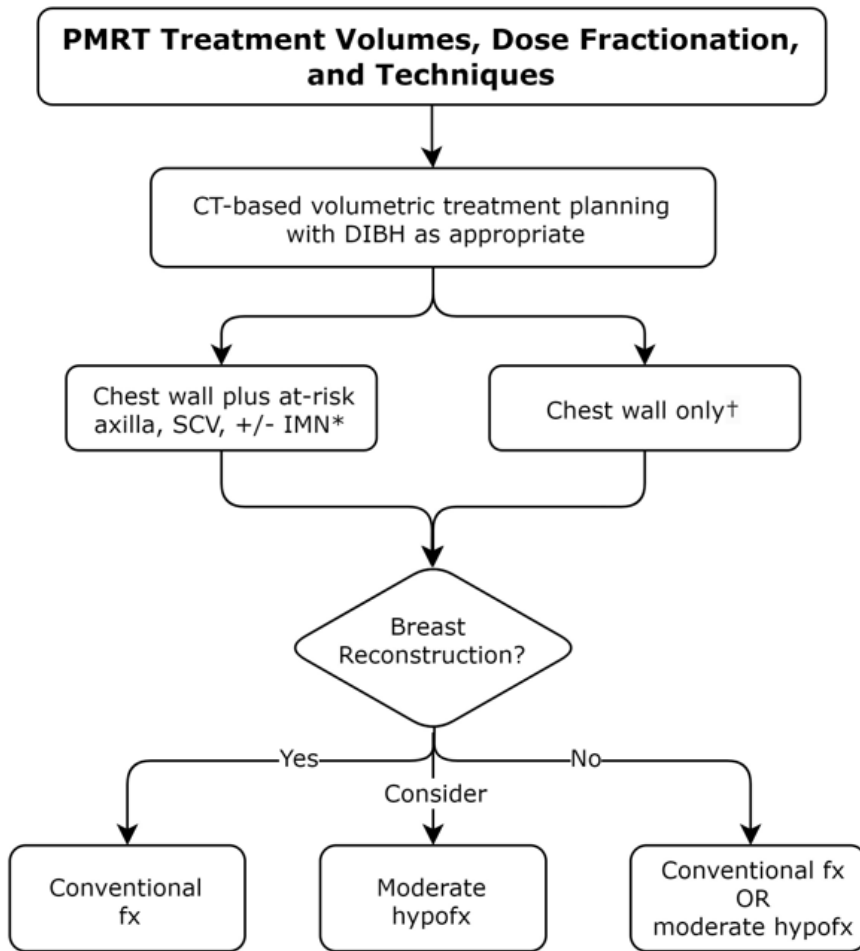 PMRT Treatment Volumes, Dose Fractionation,
and Techniques
CT-based volumetric treatment planning
with DIBH as appropriate
Chest wall plus at-risk
axilla, SCV, +/- IMN*
Chest wall only†
Breast
Reconstruction?
Yes
Consider
No
Conventional
fx
Moderate
hypofx
Conventional fx
OR
moderate hypofx